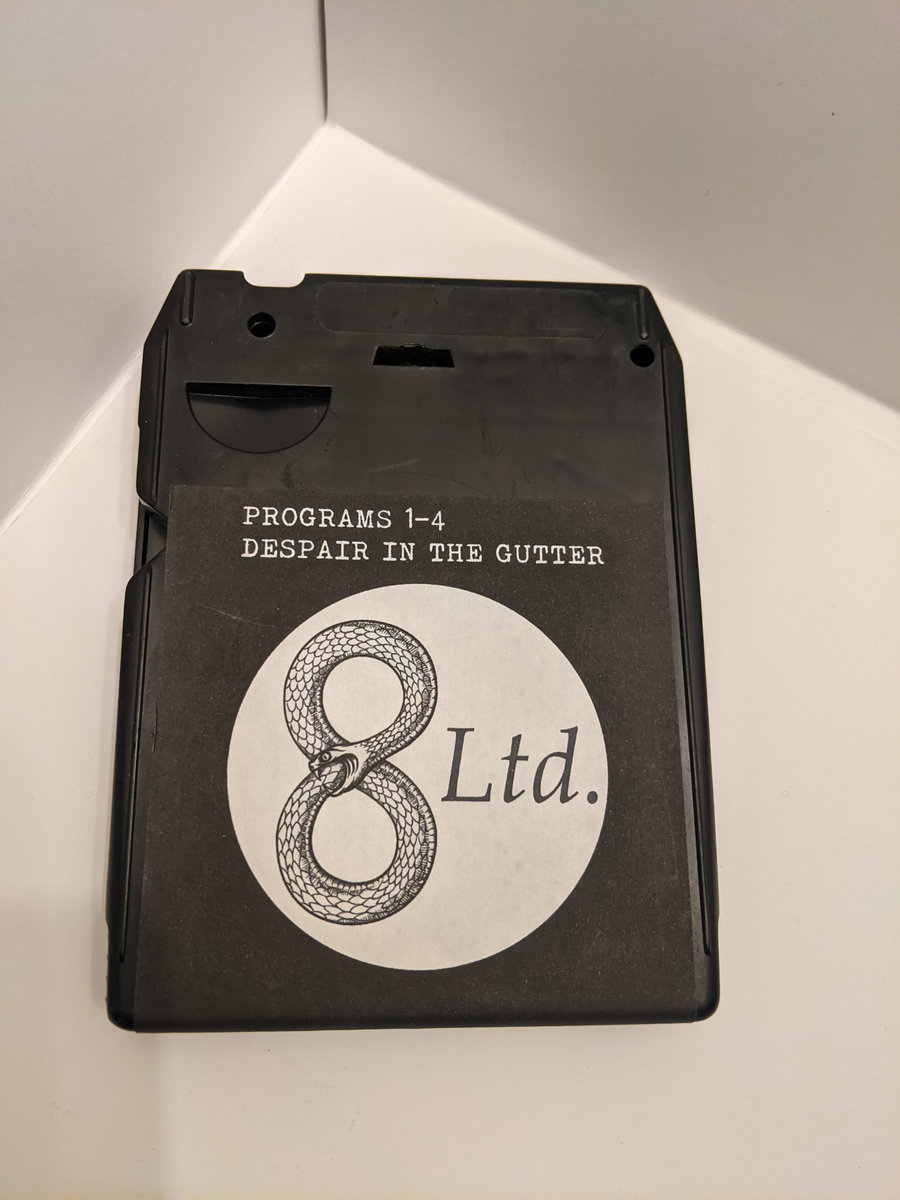 PROGRAMS 1-4
DESPAIR IN THE GUTTER
8 Ltd.